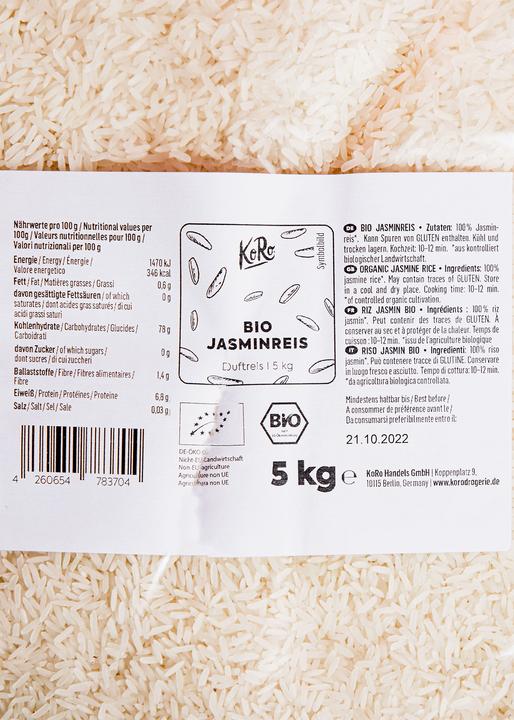 Nährwerte pro 100 g / Nutritional values per
100g / Valeurs nutritionnelles pour 100 g /
Valori nutrizionali per 100 g
Energie / Energy / Énergie /
Valore energetico
1470 kJ
346 kcal
Fett / Fat / Matières grasses / Grassi
0,6 g
davon gesättigte Fettsäuren / of which
saturates / dont acides gras saturés / di cui
acidi grassi saturi
0 g
Kohlenhydrate / Carbohydrates / Glucides /
Carboidrati
78 g
davon Zucker / of which sugars /
dont sucres / di cui zuccheri
0 g
Ballaststoffe / Fibre / Fibres alimentaires /
Fibre
1,4 g
Eiweiß / Protein / Protéines / Proteine
6,8 g
Salz / Salt / Sel / Sale
0,03 g
4 260654 783704
KoRo
Symbolbild
BIO
JASMINREIS
Duftreis | 5 kg
DE-ÖKO
Niche EU-Landwirtschaft
Non EU-agriculture
Agriculture non UE
Agricoltura non UE
BIO
5 kg e
DE BIO JASMINREIS • Zutaten: 100% Jasmin-
reis*. Kann Spuren von GLUTEN enthalten. Kühl und
trocken lagern. Kochzeit: 10-12 min. *aus kontrolliert
biologischer Landwirtschaft.
GB ORGANIC JASMINE RICE • Ingredients: 100%
jasmine rice*. May contain traces of GLUTEN. Store
in a cool and dry place. Cooking time: 10-12 min.
*of controlled organic cultivation.
FR RIZ JASMIN BIO • Ingrédients : 100% riz
jasmin*. Peut contenir des traces de GLUTEN. À
conserver au sec et à protéger de la chaleur. Temps de
cuisson : 10-12 min. *issu de l'agriculture biologique
IT RISO JASMIN BIO • Ingredienti: 100% riso
jasmin*. Può contenere tracce di GLUTINE. Conservare
in luogo fresco e asciutto. Tempo di cottura: 10-12 min.
*da agricoltura biologica controllata.
Mindestens haltbar bis / Best before /
A consommer de préférence avant le /
Da consumarsi preferibilmente entro il:
21.10.2022
KoRo Handels GmbH | Koppenplatz 9,
10115 Berlin, Germany | www.korodrogerie.de